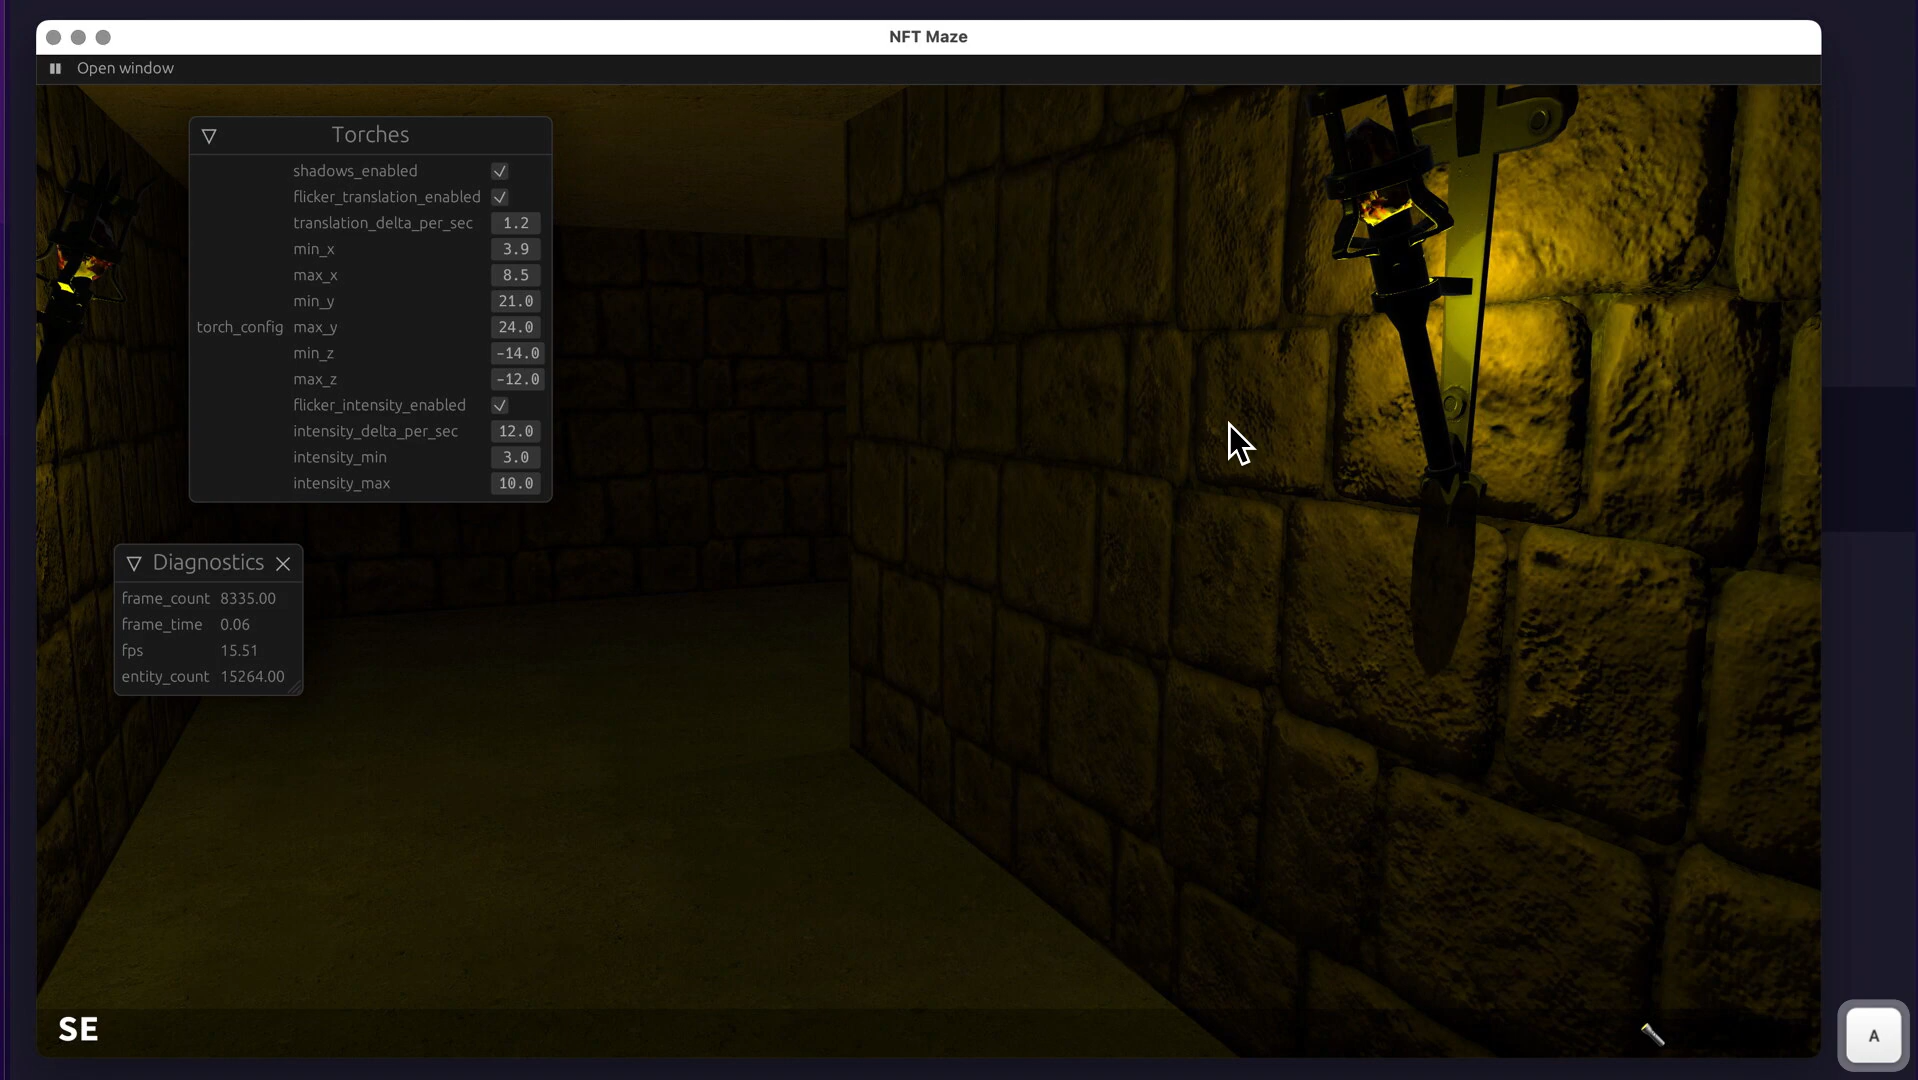 NFT Maze
Open window
Torches
shadows_enabled
flicker_translation_enabled
translation_delta_per_sec 1.2
min_x 3.9
max_x 8.5
min_y 21.0
torch_config max_y 24.0
min_z -14.0
max_z -12.0
flicker_intensity_enabled
intensity_delta_per_sec 12.0
intensity_min 3.0
intensity_max 10.0
Diagnostics
frame_count 8335.00
frame_time 0.06
fps 15.51
entity_count 15264.00
SE
A